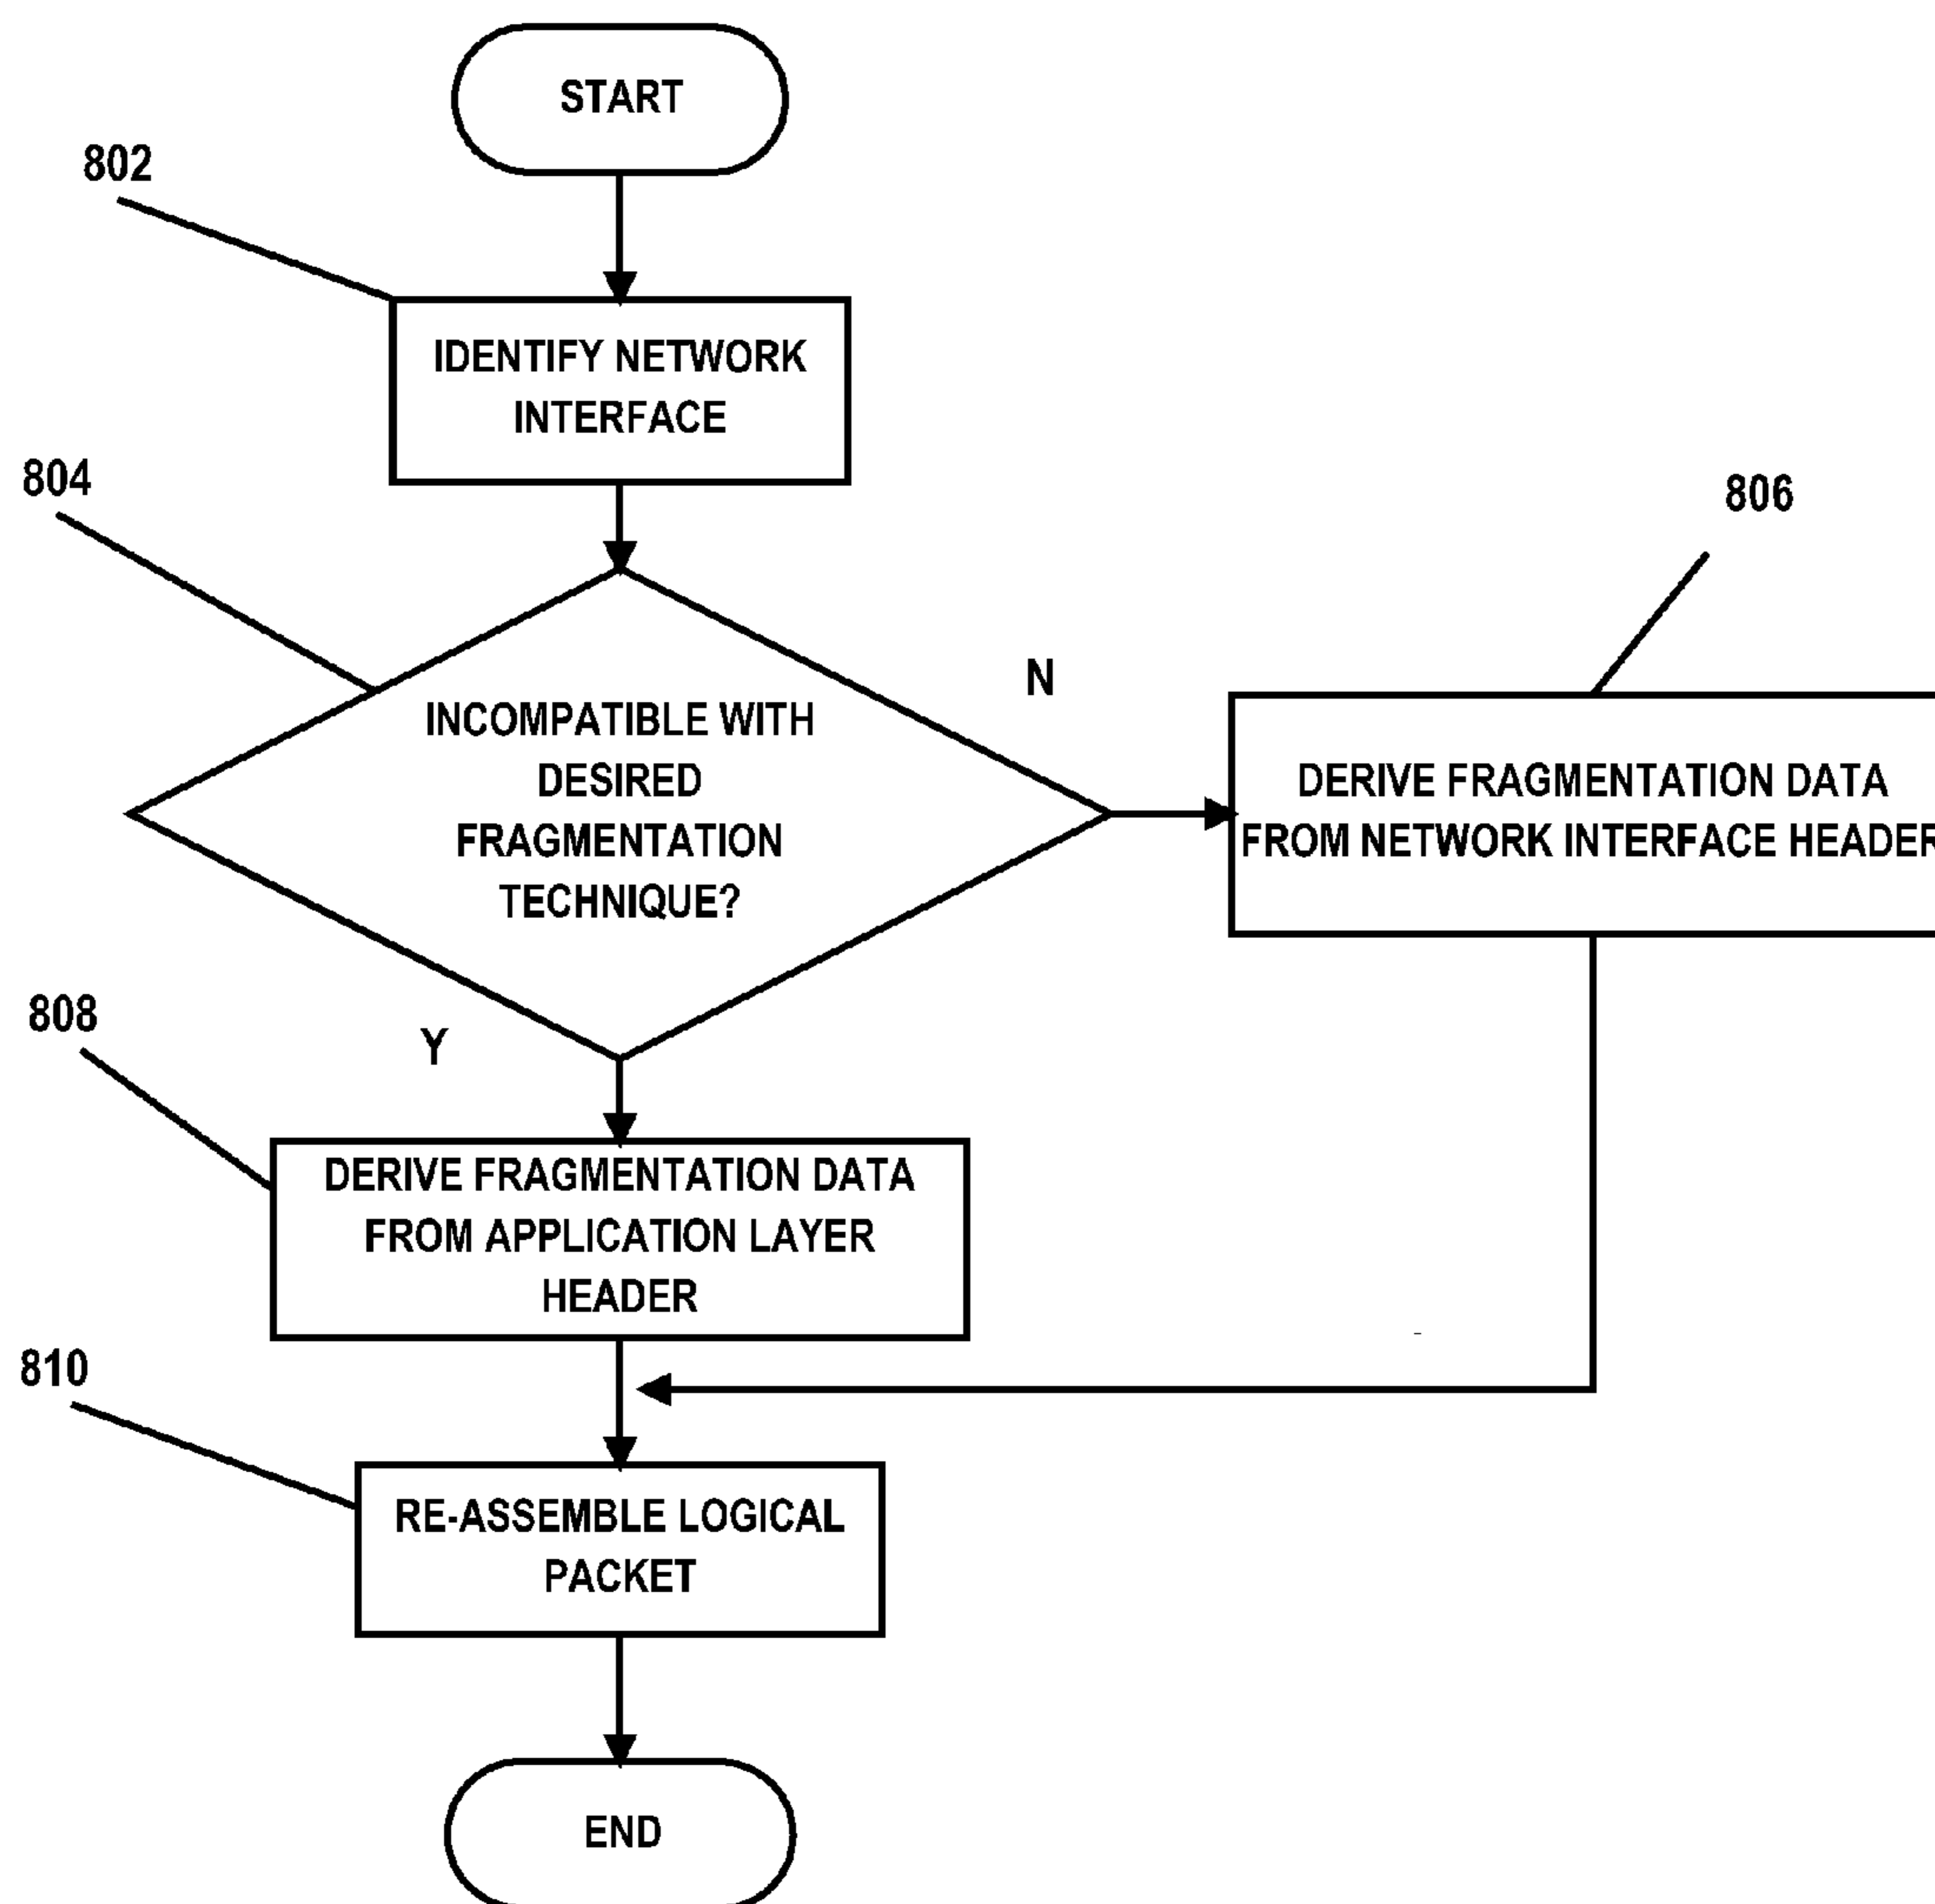 START
802
IDENTIFY NETWORK
INTERFACE
804
806
N
INCOMPATIBLE WITH
DESIRED
FRAGMENTATION
TECHNIQUE?
DERIVE FRAGMENTATION DATA
FROM NETWORK INTERFACE HEADER
808
Y
DERIVE FRAGMENTATION DATA
FROM APPLICATION LAYER
HEADER
810
RE-ASSEMBLE LOGICAL
PACKET
END